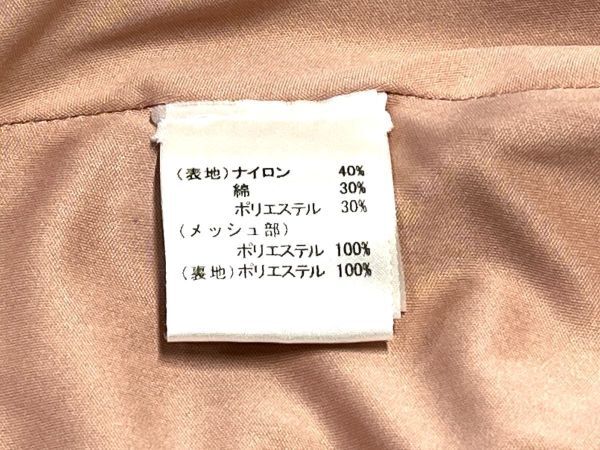 (表地)ナイロン 40%
綿 30%
ポリエステル 30%
(メッシュ部)
ポリエステル 100%
(裏地)ポリエステル 100%